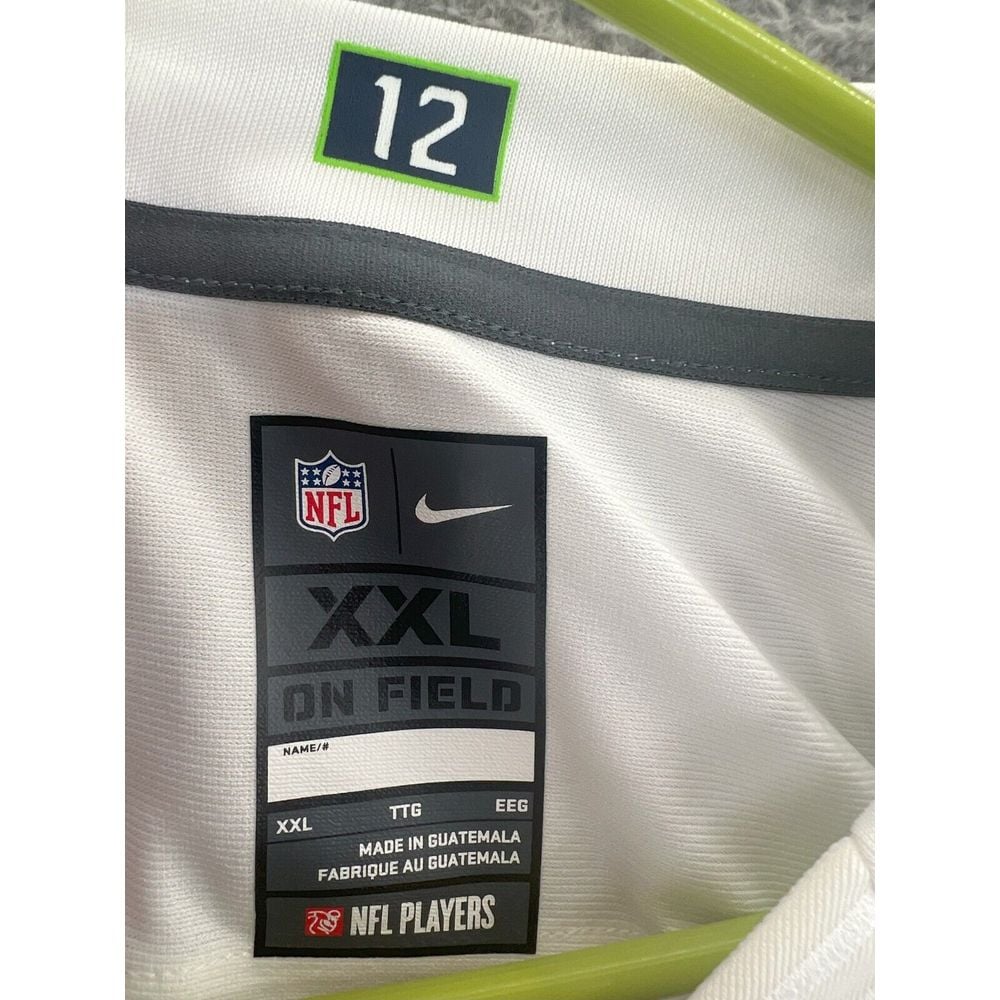 12
NFL
XXL
ON FIELD
NAME/#
XXL TTG EEG
MADE IN GUATEMALA
FABRIQUE AU GUATEMALA
NFL PLAYERS